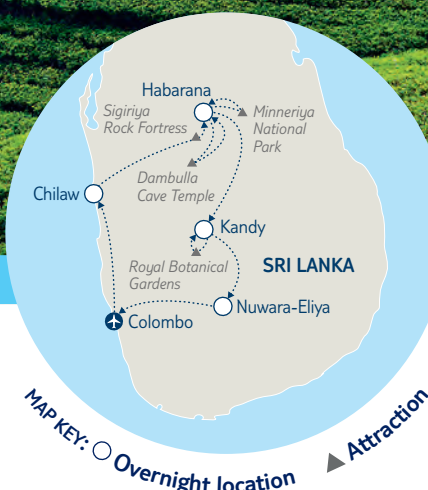 Habarana
Sigiriya
Rock Fortress
Minneriya
National
Park
Dambulla
Cave Temple
Chilaw
Kandy
Royal Botanical
Gardens
SRI LANKA
Nuwara-Eliya
Colombo
MAP KEY:
Overnight location
Attraction